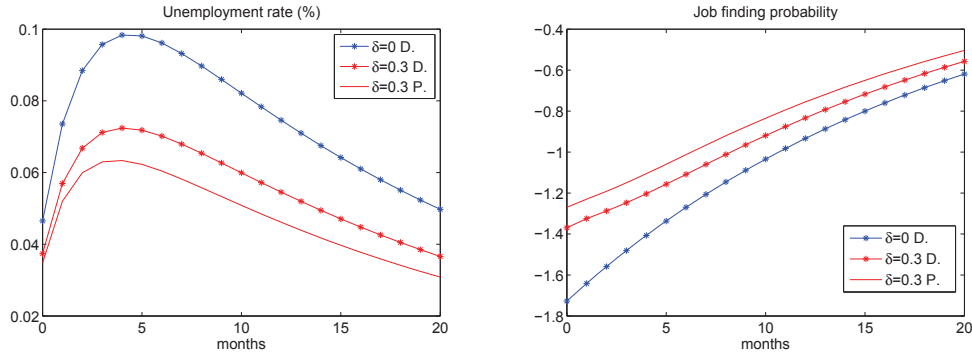 Unemployment rate (%)
0.1
0.08
0.06
0.04
0.02
0
5
10
15
20
months
δ=0 D.
δ=0.3 D.
δ=0.3 P.
Job finding probability
−0.4
−0.6
−0.8
−1
−1.2
−1.4
−1.6
−1.8
0
5
10
15
20
months
δ=0 D.
δ=0.3 D.
δ=0.3 P.